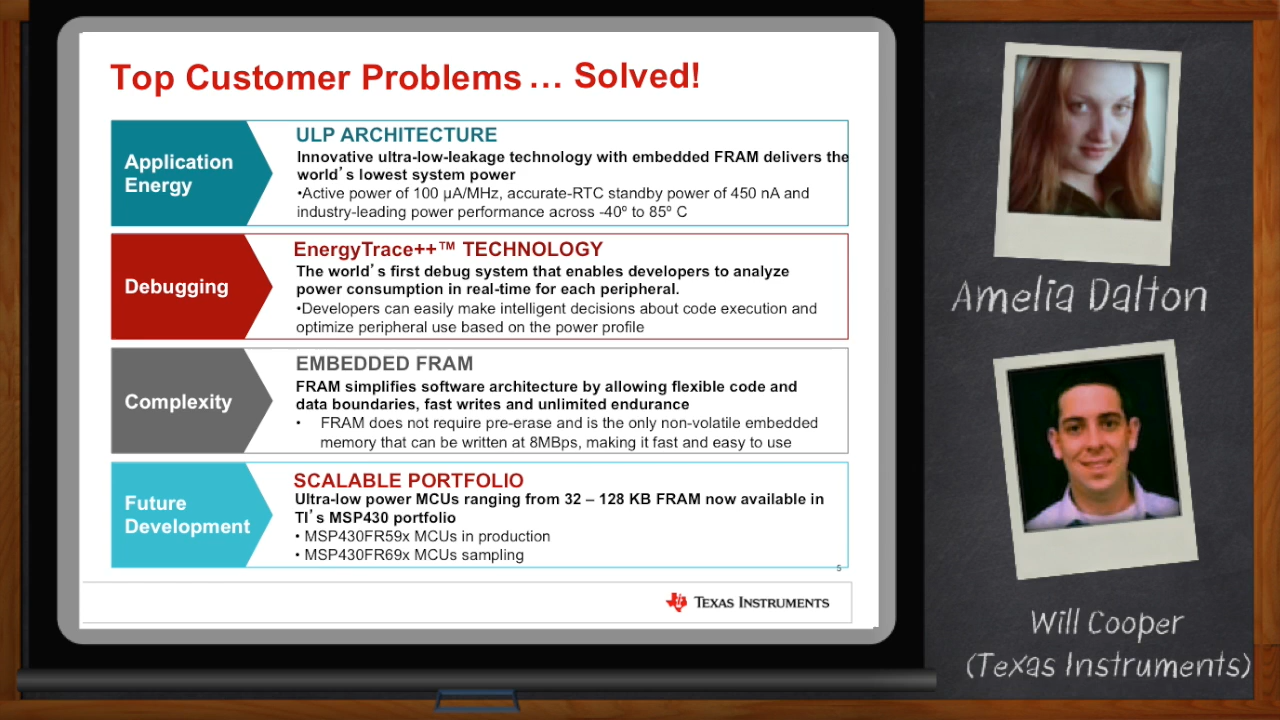 Top Customer Problems ... Solved!
Application
Energy
ULP ARCHITECTURE
Innovative ultra-low-leakage technology with embedded FRAM delivers the
world's lowest system power
•Active power of 100 µA/MHz, accurate-RTC standby power of 450 nA and
industry-leading power performance across -40º to 85º C
Debugging
EnergyTrace++™ TECHNOLOGY
The world's first debug system that enables developers to analyze
power consumption in real-time for each peripheral.
•Developers can easily make intelligent decisions about code execution and
optimize peripheral use based on the power profile
Complexity
EMBEDDED FRAM
FRAM simplifies software architecture by allowing flexible code and
data boundaries, fast writes and unlimited endurance
• FRAM does not require pre-erase and is the only non-volatile embedded
memory that can be written at 8MBps, making it fast and easy to use
Future
Development
SCALABLE PORTFOLIO
Ultra-low power MCUs ranging from 32 – 128 KB FRAM now available in
TI's MSP430 portfolio
• MSP430FR59x MCUs in production
• MSP430FR69x MCUs sampling
5
TEXAS INSTRUMENTS
Amelia Dalton
Will Cooper
(Texas Instruments)